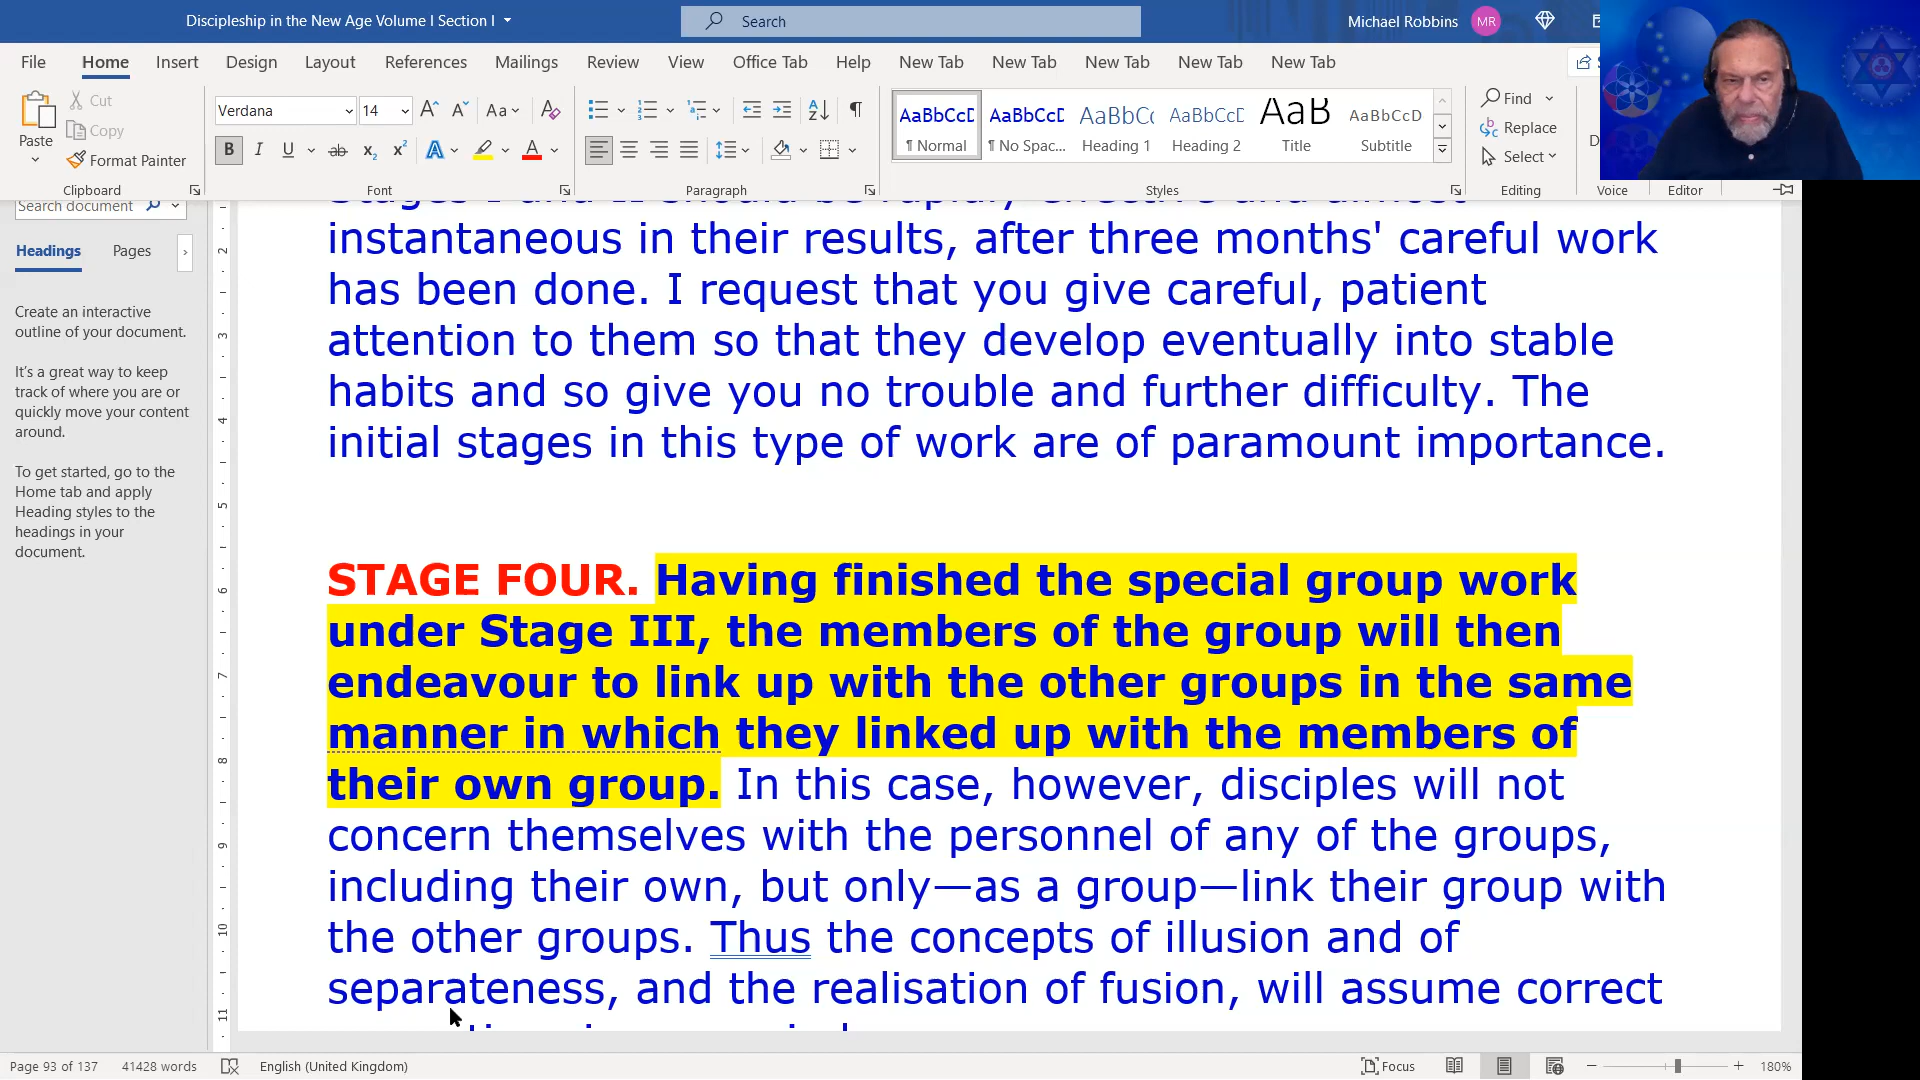 Discipleship in the New Age Volume I Section I
Search
Michael Robbins
MR
File Home Insert Design Layout References Mailings Review View Office Tab Help New Tab New Tab New Tab New Tab New Tab
Paste
Cut
Copy
Format Painter
Clipboard
Verdana 14
Font
Paragraph
AaBbCcD AaBbCcD AaBbCc AaBbCcD AaB AaBbCcD
¶ Normal ¶ No Spac... Heading 1 Heading 2 Title Subtitle
Styles
Find
Replace
Select
Editing
Voice
Editor
Search document
Headings Pages
Create an interactive
outline of your document.
It's a great way to keep
track of where you are or
quickly move your content
around.
To get started, go to the
Home tab and apply
Heading styles to the
headings in your
document.
Stages I and II should be rapidly effective and almost
instantaneous in their results, after three months' careful work
has been done. I request that you give careful, patient
attention to them so that they develop eventually into stable
habits and so give you no trouble and further difficulty. The
initial stages in this type of work are of paramount importance.
STAGE FOUR. Having finished the special group work
under Stage III, the members of the group will then
endeavour to link up with the other groups in the same
manner in which they linked up with the members of
their own group. In this case, however, disciples will not
concern themselves with the personnel of any of the groups,
including their own, but only—as a group—link their group with
the other groups. Thus the concepts of illusion and of
separateness, and the realisation of fusion, will assume correct
Page 93 of 137 41428 words English (United Kingdom) Focus 180%